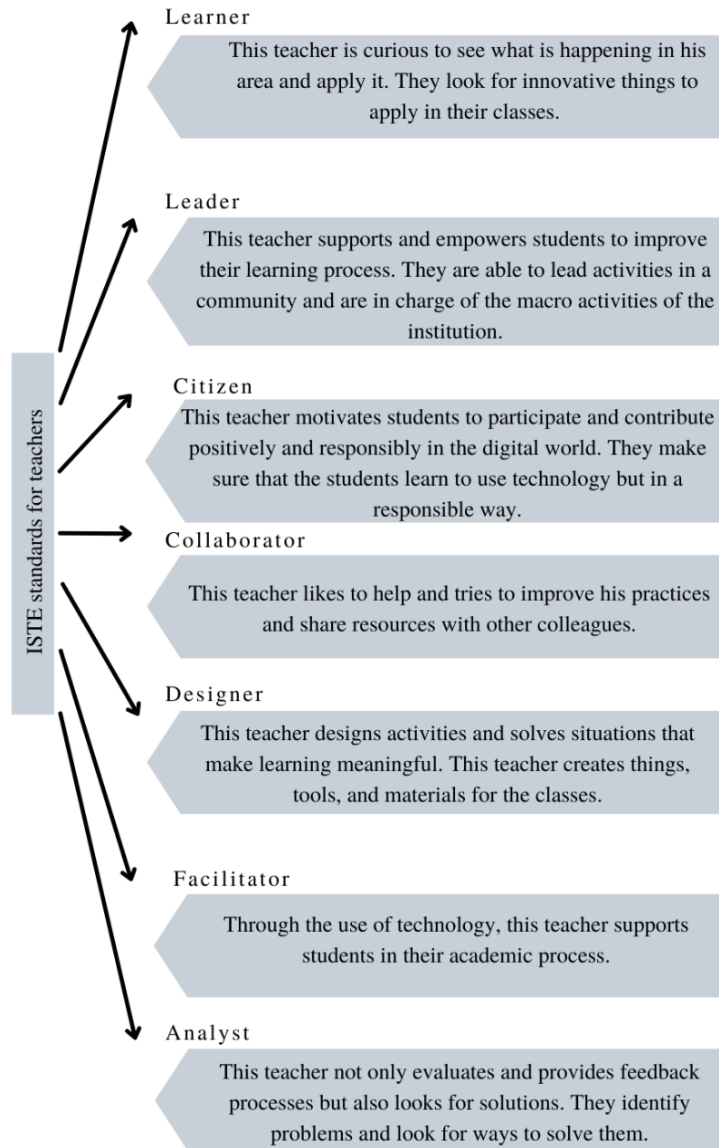 Learner
This teacher is curious to see what is happening in his
area and apply it. They look for innovative things to
apply in their classes.
Leader
This teacher supports and empowers students to improve
their learning process. They are able to lead activities in a
community and are in charge of the macro activities of the
institution.
ISTE standards for teachers
Citizen
This teacher motivates students to participate and contribute
positively and responsibly in the digital world. They make
sure that the students learn to use technology but in a
responsible way.
Collaborator
This teacher likes to help and tries to improve his practices
and share resources with other colleagues.
Designer
This teacher designs activities and solves situations that
make learning meaningful. This teacher creates things,
tools, and materials for the classes.
Facilitator
Through the use of technology, this teacher supports
students in their academic process.
Analyst
This teacher not only evaluates and provides feedback
processes but also looks for solutions. They identify
problems and look for ways to solve them.